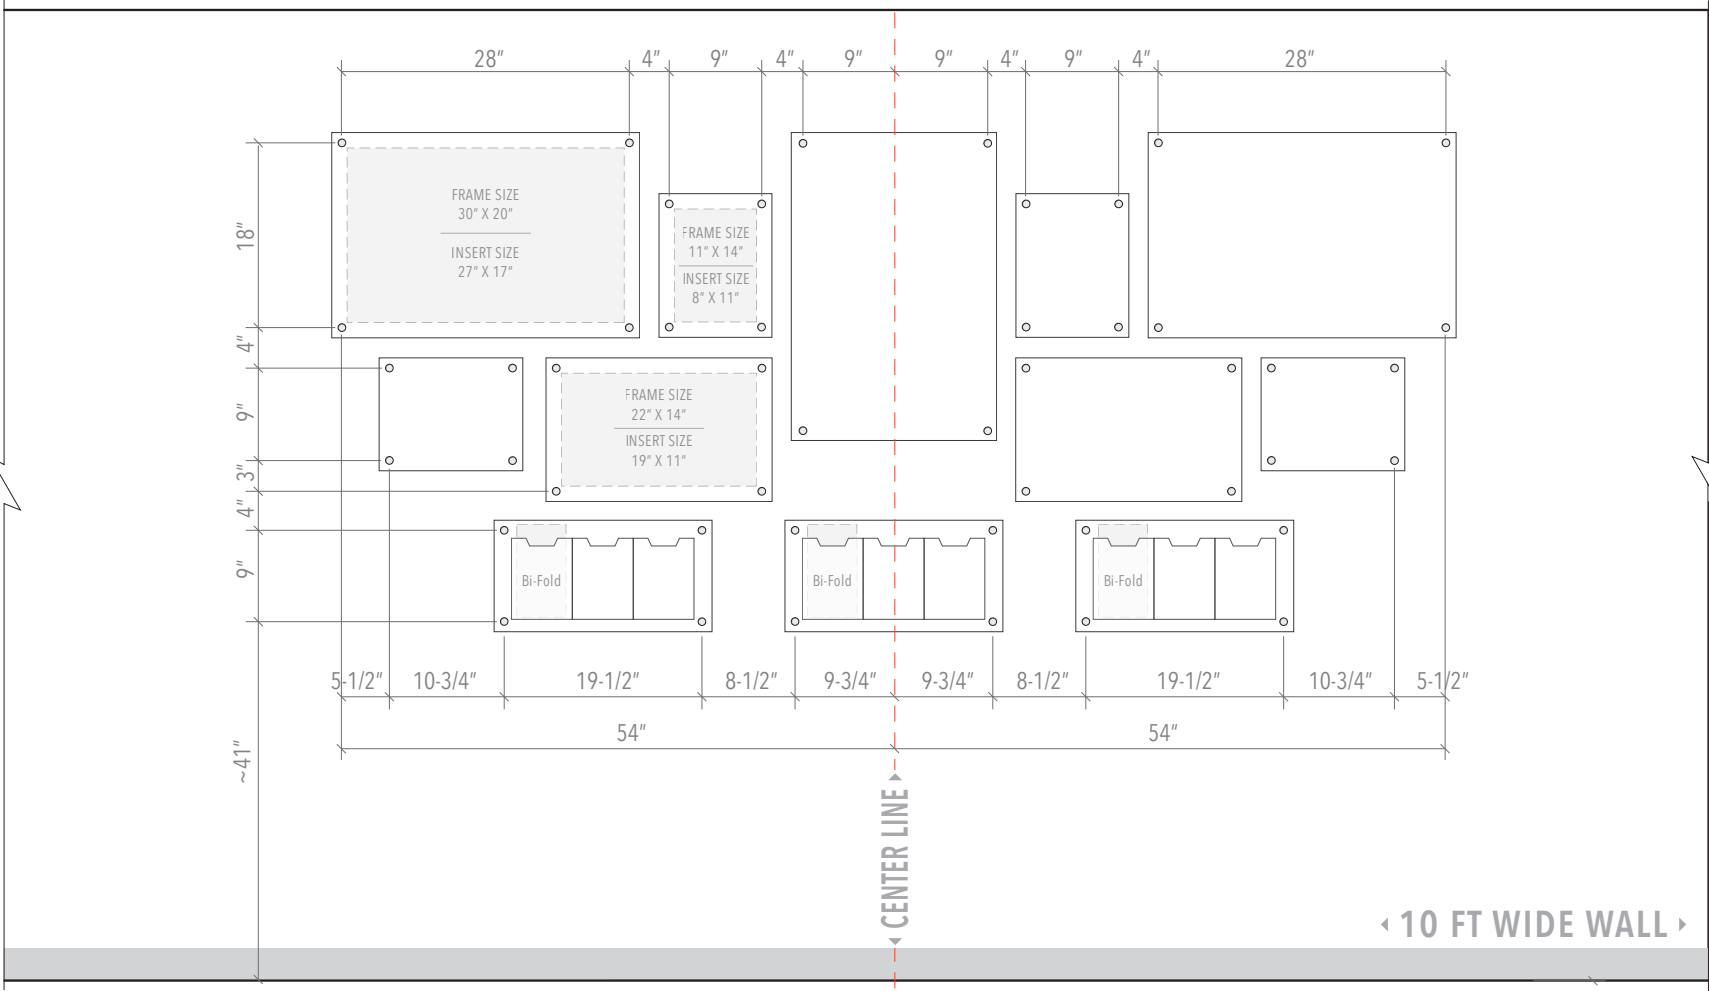 28″ 4″ 9″ 4″ 9″ 9″ 4″ 9″ 4″ 28″
18″
FRAME SIZE
30″ X 20″
INSERT SIZE
27″ X 17″
FRAME SIZE
11″ X 14″
INSERT SIZE
8″ X 11″
4″
9″
FRAME SIZE
22″ X 14″
INSERT SIZE
19″ X 11″
3″
4″
9″
Bi-Fold Bi-Fold Bi-Fold
5-1/2″ 10-3/4″ 19-1/2″ 8-1/2″ 9-3/4″ 9-3/4″ 8-1/2″ 19-1/2″ 10-3/4″ 5-1/2″
54″ 54″
~41″
CENTER LINE
10 FT WIDE WALL